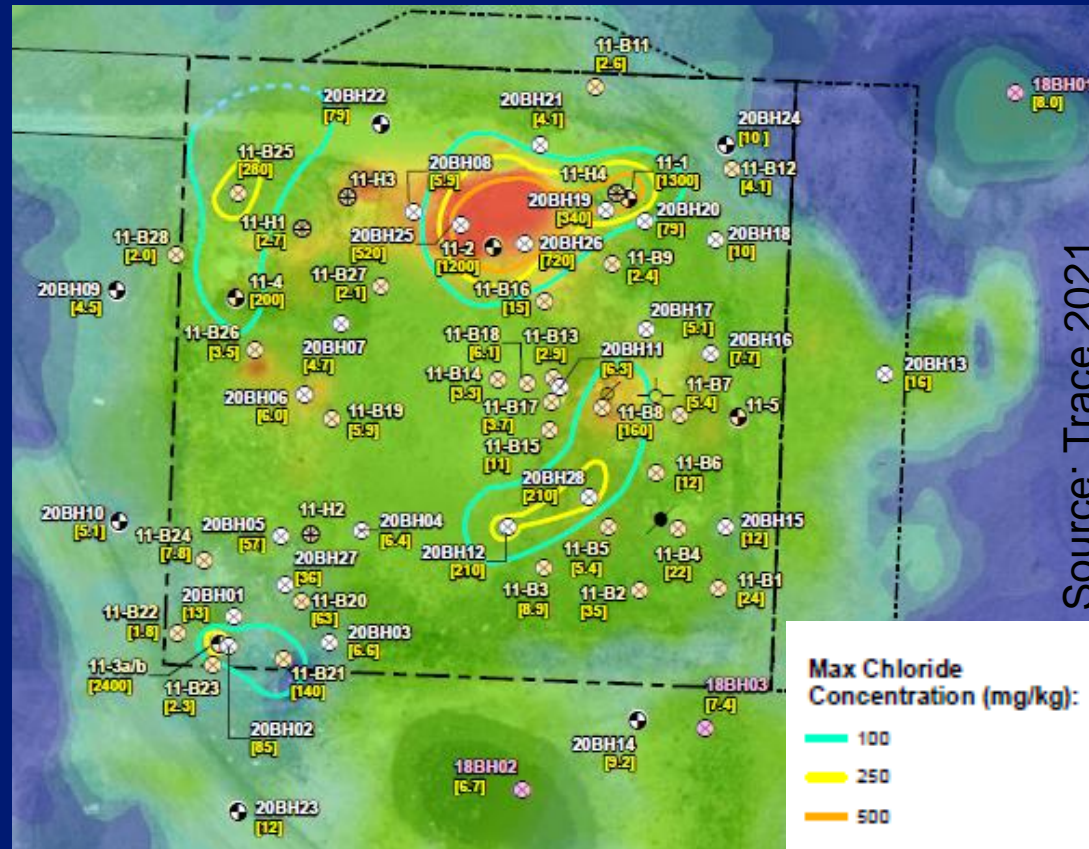 11-B11
[2.6]
18BH01
[8.0]
20BH22
[79]
20BH21
[4.1]
20BH24
[10 ]
11-B25
[280]
11-H3
20BH08
[5.9]
11-H4
11-1
[1300]
11-B12
[4.1]
11-H1
[2.7]
20BH19
[340]
20BH20
[79]
11-B28
[2.0]
20BH25
[520]
11-2
[1200]
20BH26
[720]
20BH18
[10]
20BH09
[4.5]
11-4
[200]
11-B27
[2.1]
11-B9
[2.4]
11-B16
[15]
11-B26
[3.5]
20BH07
[4.7]
11-B18
[6.1]
11-B13
[2.9]
20BH11
[6.3]
20BH17
[5.1]
20BH16
[7.7]
20BH13
[16]
20BH06
[6.0]
11-B19
[5.9]
11-B14
[3.3]
11-B17
[3.7]
11-B8
[160]
11-B7
[5.4]
11-5
11-B15
[11]
11-B6
[12]
20BH28
[210]
20BH10
[5.1]
11-B24
[7.8]
20BH05
[57]
11-H2
20BH04
[6.4]
20BH12
[210]
11-B5
[5.4]
11-B4
[22]
20BH15
[12]
20BH27
[36]
11-B3
[8.9]
11-B2
[35]
11-B1
[24]
11-B22
[1.8]
20BH01
[13]
11-B20
[63]
20BH03
[6.6]
11-3a/b
[2400]
11-B23
[2.3]
11-B21
[140]
20BH02
[85]
18BH03
[7.4]
20BH14
[9.2]
18BH02
[6.7]
20BH23
[12]
Source: Trace 2021
Max Chloride
Concentration (mg/kg):
100
250
500